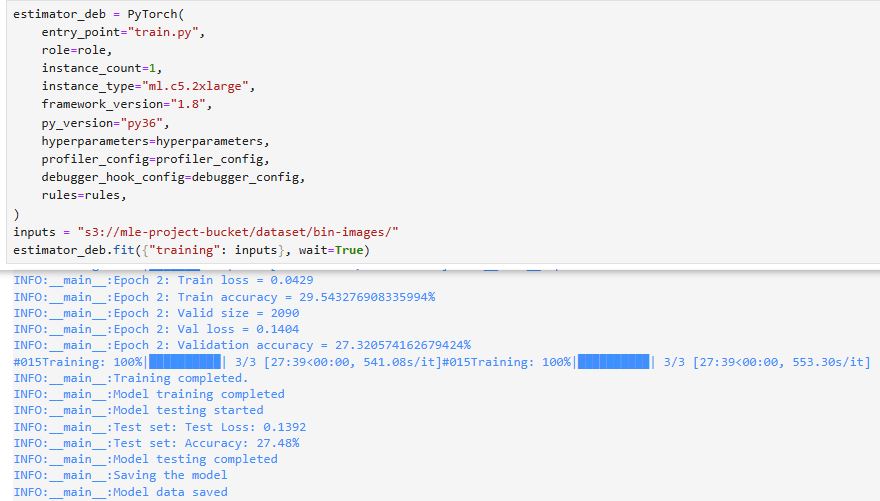 estimator_deb = PyTorch(
    entry_point="train.py",
    role=role,
    instance_count=1,
    instance_type="ml.c5.2xlarge",
    framework_version="1.8",
    py_version="py36",
    hyperparameters=hyperparameters,
    profiler_config=profiler_config,
    debugger_hook_config=debugger_config,
    rules=rules,
)
inputs = "s3://mle-project-bucket/dataset/bin-images/"
estimator_deb.fit({"training": inputs}, wait=True)
INFO:__main__:Epoch 2: Train loss = 0.0429
INFO:__main__:Epoch 2: Train accuracy = 29.543276908335994%
INFO:__main__:Epoch 2: Valid size = 2090
INFO:__main__:Epoch 2: Val loss = 0.1404
INFO:__main__:Epoch 2: Validation accuracy = 27.320574162679424%
#015Training: 100%|██████████| 3/3 [27:39<00:00, 541.08s/it]#015Training: 100%|██████████| 3/3 [27:39<00:00, 553.30s/it]
INFO:__main__:Training completed.
INFO:__main__:Model training completed
INFO:__main__:Model testing started
INFO:__main__:Test set: Test Loss: 0.1392
INFO:__main__:Test set: Accuracy: 27.48%
INFO:__main__:Model testing completed
INFO:__main__:Saving the model
INFO:__main__:Model data saved